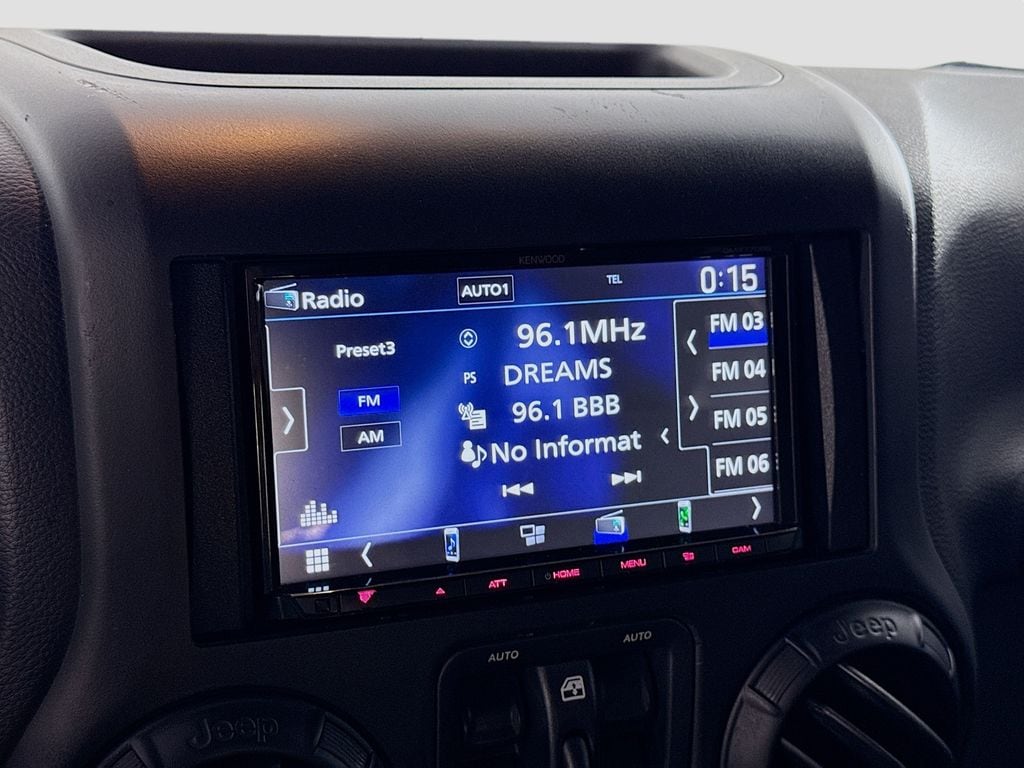 KENWOOD
Radio
AUTO1
TEL
0:15
Preset3
FM
AM
96.1MHz
PS DREAMS
96.1 BBB
No Informat
FM 03
FM 04
FM 05
FM 06
ATT
HOME
MENU
CAM
AUTO
AUTO
Jeep
Jeep